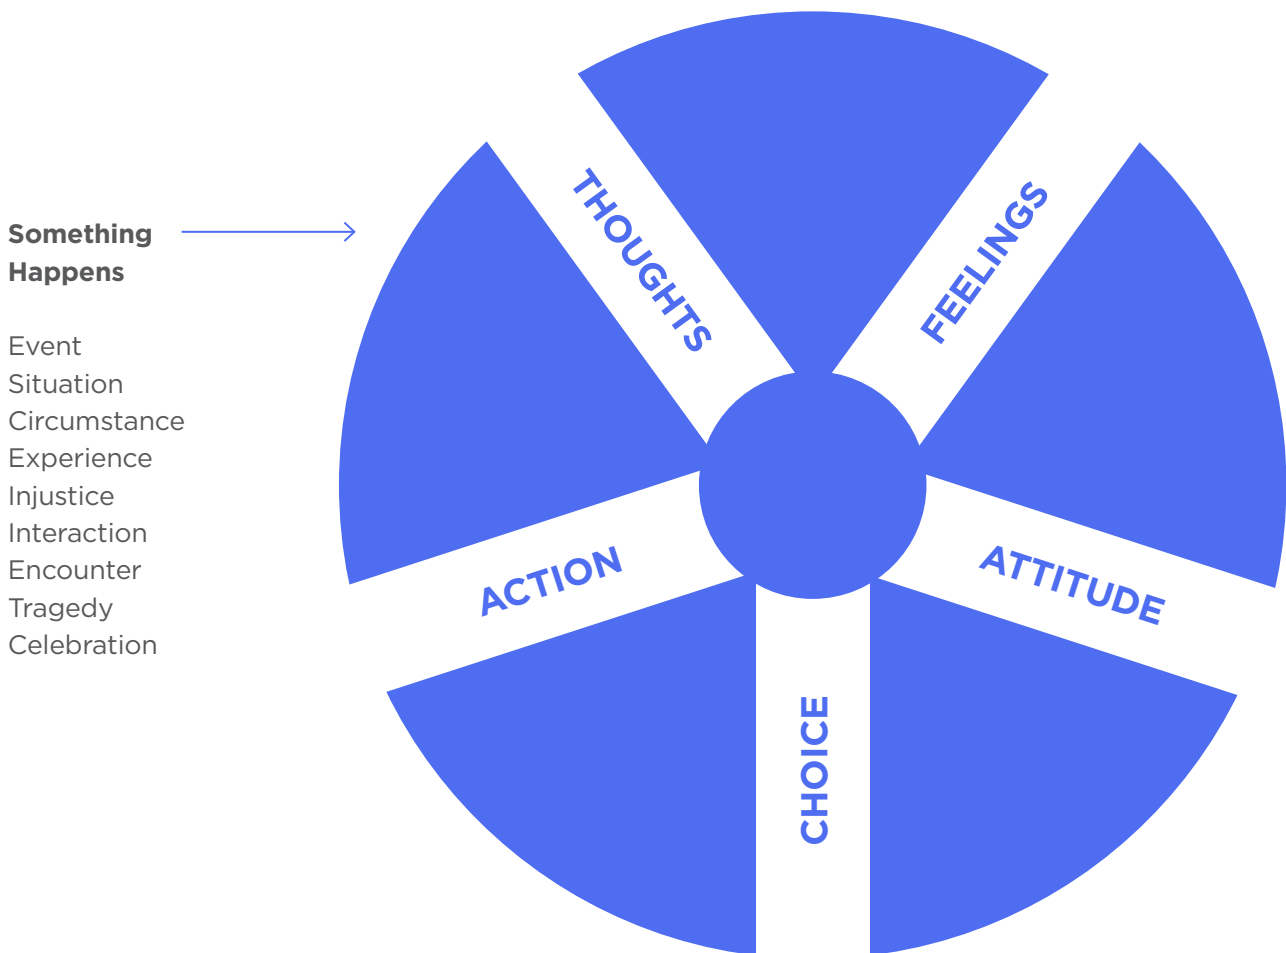 Something
Happens
Event
Situation
Circumstance
Experience
Injustice
Interaction
Encounter
Tragedy
Celebration
THOUGHTS
FEELINGS
ATTITUDE
CHOICE
ACTION